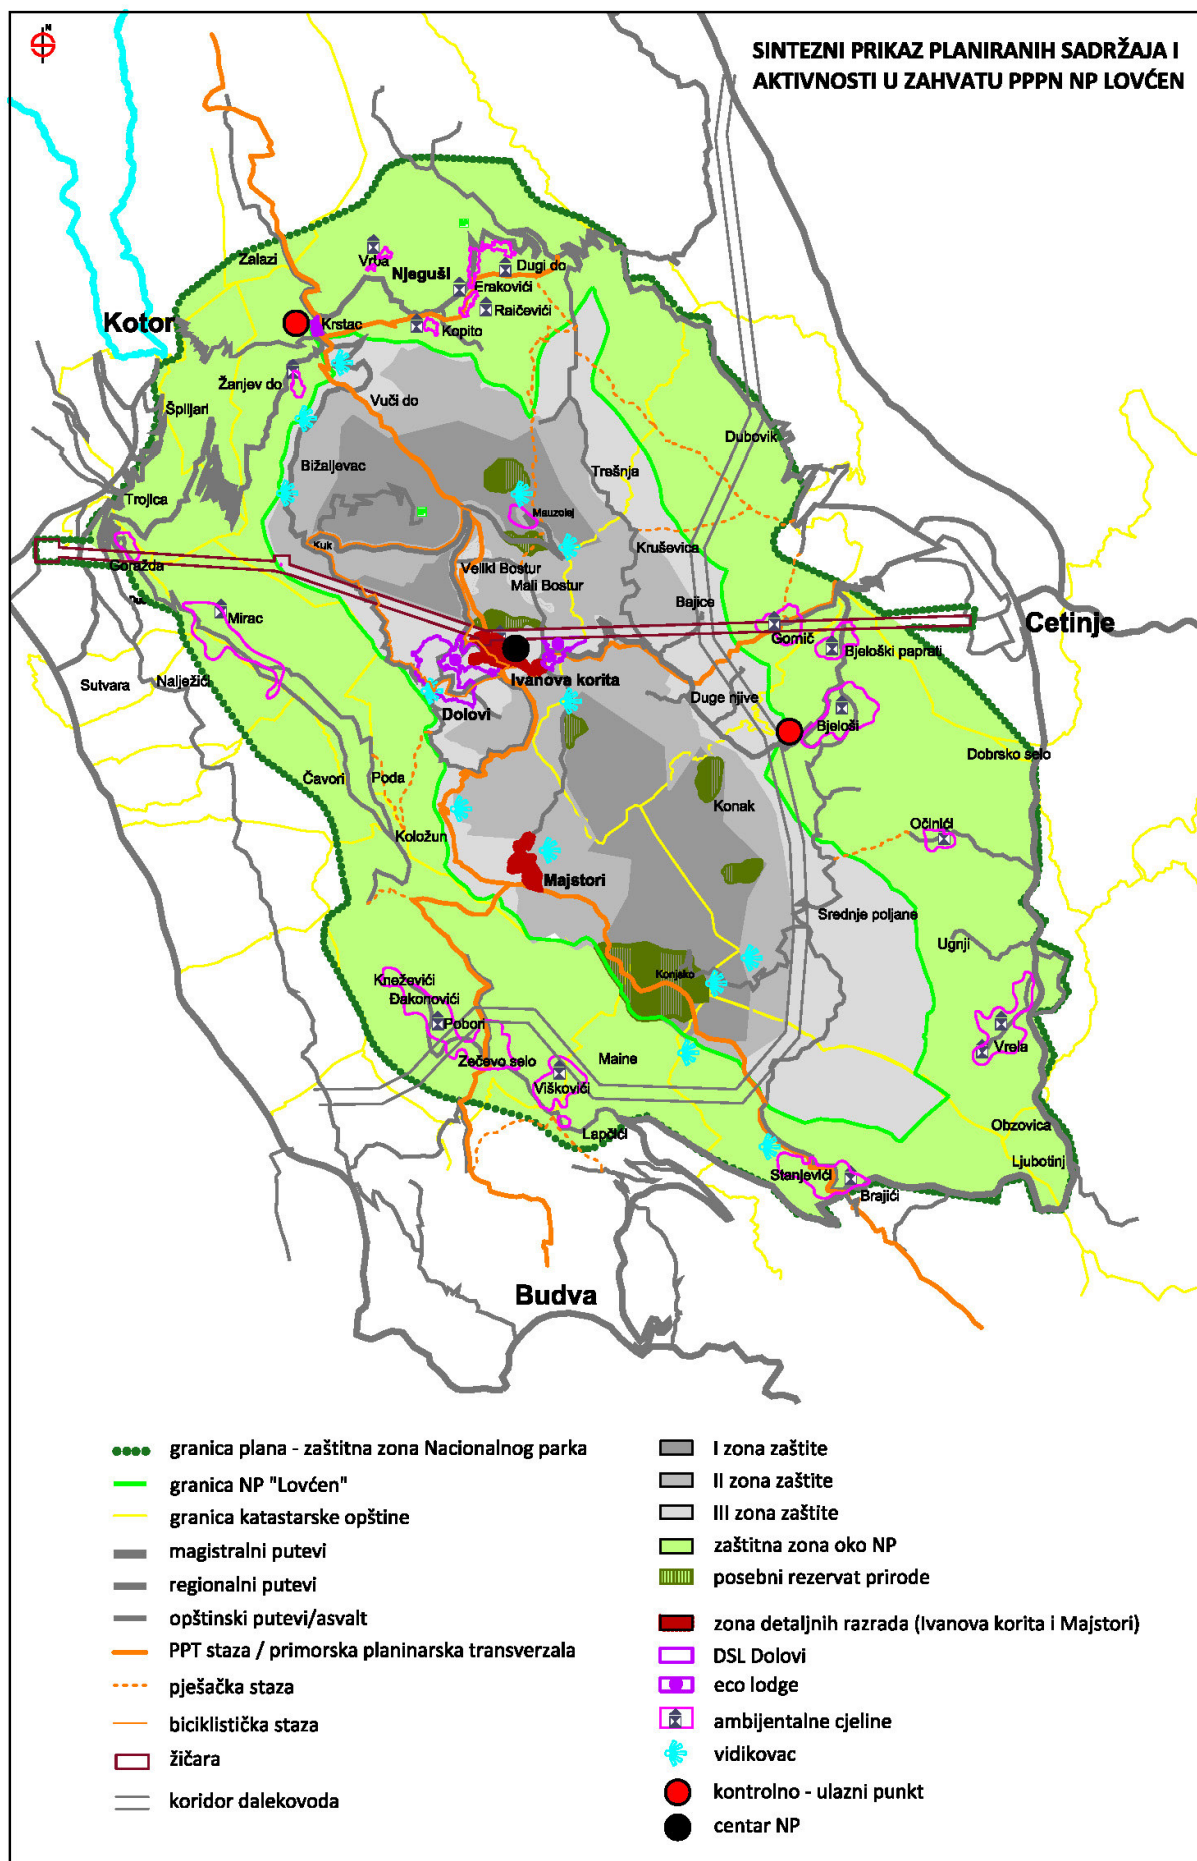 N
SINTEZNI PRIKAZ PLANIRANIH SADRŽAJA I
AKTIVNOSTI U ZAHVATU PPPN NP LOVĆEN
Zalazi
Vrba
Njeguši
Dugi do
Erakovići
Raičevići
Kotor
Krstac
Kopito
Žanjev do
Vuči do
Špiljari
Dubovik
Bižaljevac
Trešnja
Trojica
Mauzolej
Kuk
Kruševica
Goražda
Veliki Bostur
Mali Bostur
Bajice
Mirac
Cetinje
Gornič
Bjeloški paprati
Sutvara
Nalježići
Ivanova korita
Duge njive
Dolovi
Bjeloši
Dobrsko selo
Čavori
Poda
Konak
Koložun
Očinići
Majstori
Srednje poljane
Ugnji
Kneževići
Konjsko
Đakonovići
Pobori
Vrela
Zečevo selo
Maine
Viškovići
Obzovica
Lapčići
Ljubotinj
Stanjevići
Brajići
Budva
granica plana - zaštitna zona Nacionalnog parka
granica NP "Lovćen"
granica katastarske opštine
magistralni putevi
regionalni putevi
opštinski putevi/asvalt
PPT staza / primorska planinarska transverzala
pješačka staza
biciklistička staza
žičara
koridor dalekovoda
I zona zaštite
II zona zaštite
III zona zaštite
zaštitna zona oko NP
posebni rezervat prirode
zona detaljnih razrada (Ivanova korita i Majstori)
DSL Dolovi
eco lodge
ambijentalne cjeline
vidikovac
kontrolno - ulazni punkt
centar NP